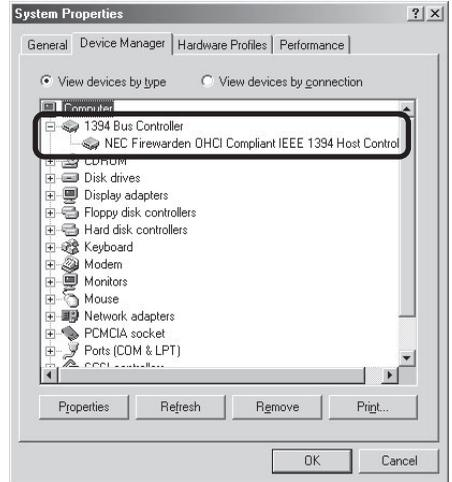 System Properties
General Device Manager Hardware Profiles Performance
View devices by type View devices by connection
Computer
1394 Bus Controller
NEC Firewarden OHCI Compliant IEEE 1394 Host Control
CDROM
Disk drives
Display adapters
Floppy disk controllers
Hard disk controllers
Keyboard
Modem
Monitors
Mouse
Network adapters
PCMCIA socket
Ports (COM & LPT)
SCSI controllers
Properties Refresh Remove Print...
OK Cancel